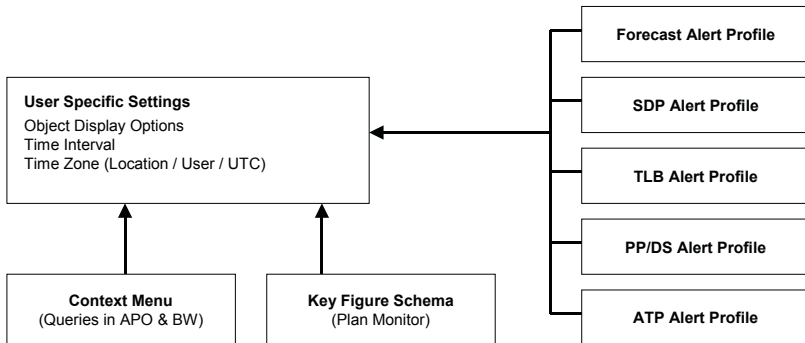 User Specific Settings
Object Display Options
Time Interval
Time Zone (Location / User / UTC)
Context Menu
(Queries in APO & BW)
Key Figure Schema
(Plan Monitor)
Forecast Alert Profile
SDP Alert Profile
TLB Alert Profile
PP/DS Alert Profile
ATP Alert Profile